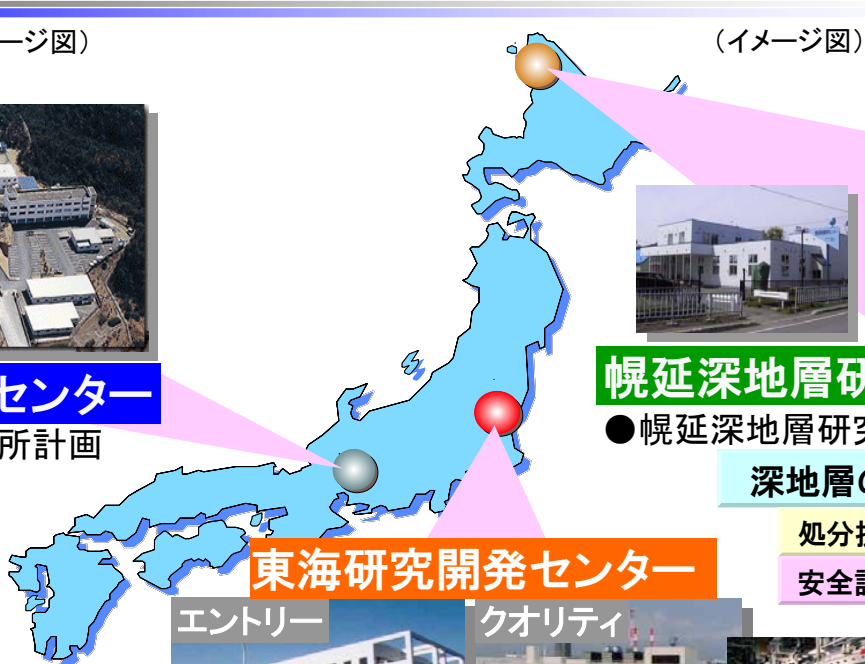 ージ図）
（イメージ図）
センター
所計画
幌延深地層研
●幌延深地層研究
深地層の
処分技
安全評
東海研究開発センター
エントリー
クオリティ